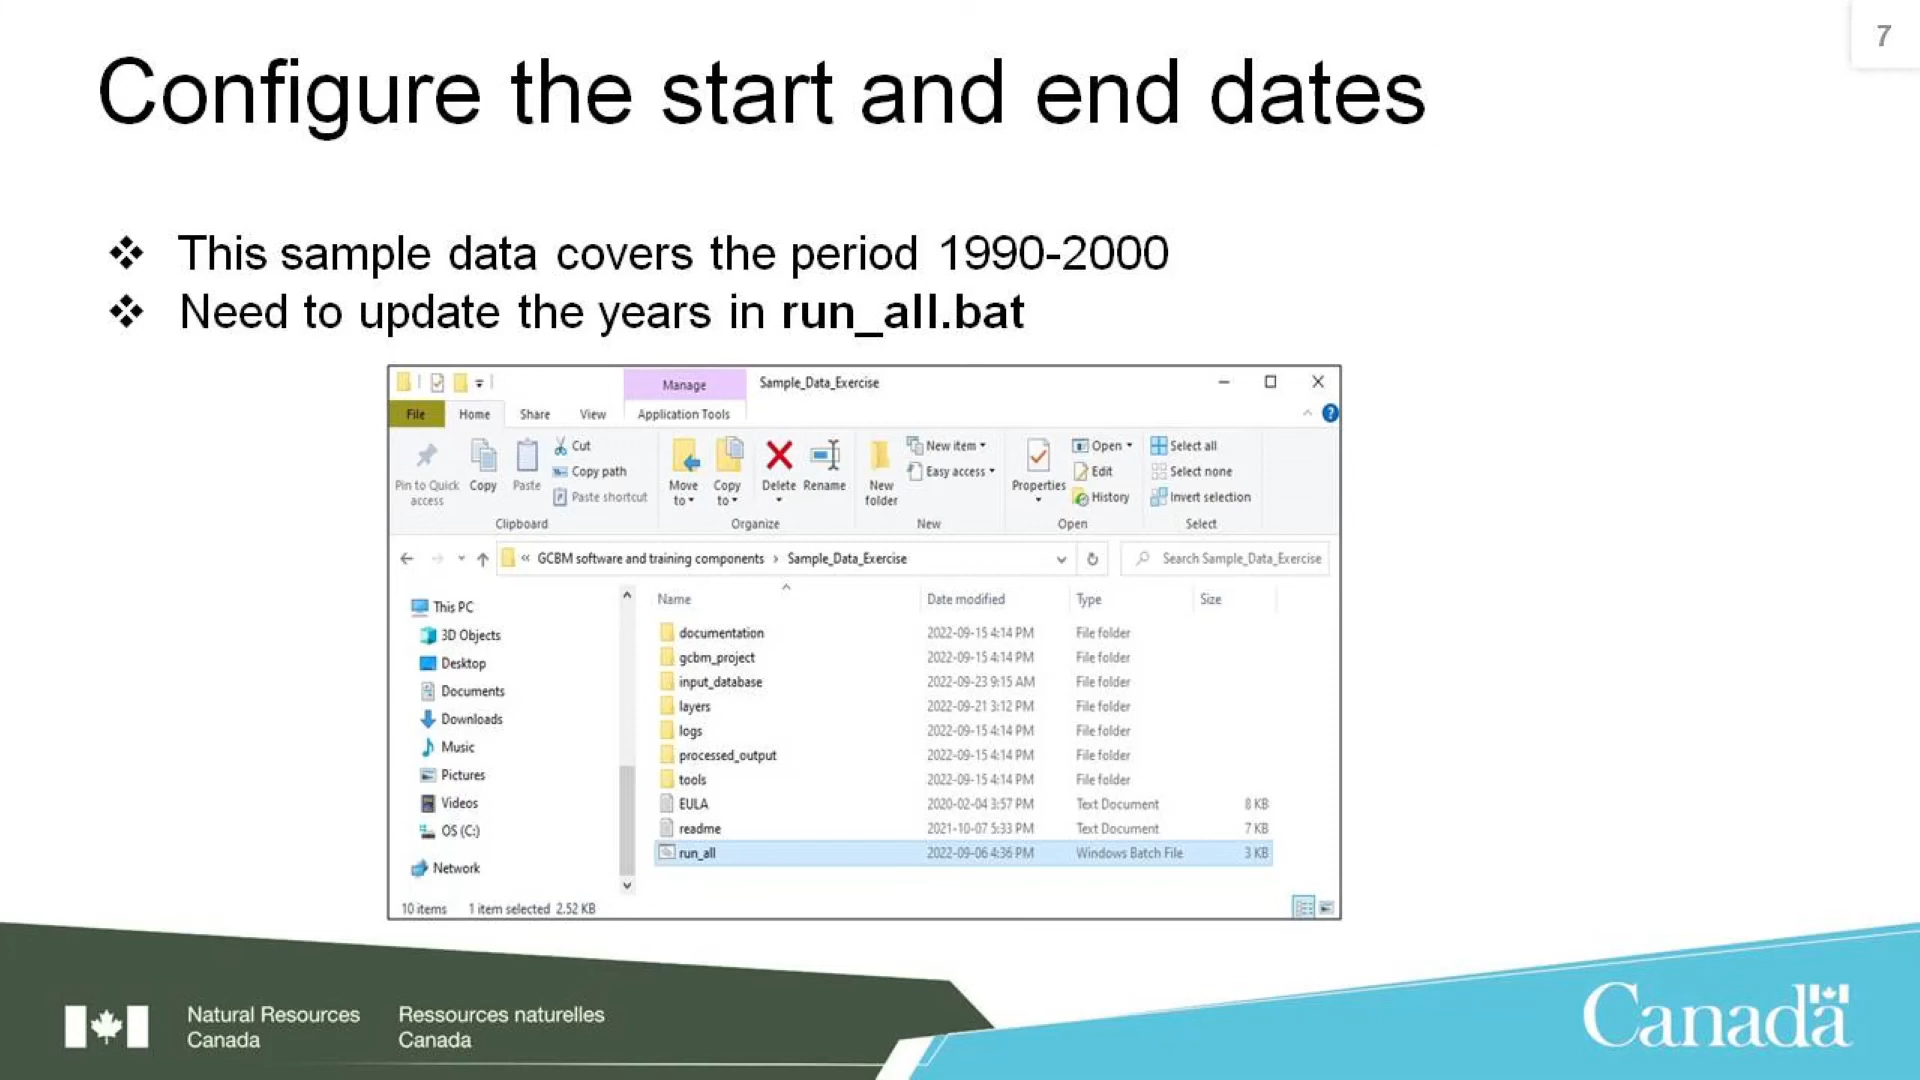 7
Configure the start and end dates
❖ This sample data covers the period 1990-2000
❖ Need to update the years in run_all.bat
Manage Sample_Data_Exercise
File Home Share View Application Tools
Pin to Quick access
Copy
Paste
Cut
Copy path
Paste shortcut
Clipboard
Move to
Copy to
Delete
Rename
Organize
New folder
New item
Easy access
New
Properties
Open
Edit
History
Open
Select all
Select none
Invert selection
Select
« GCBM software and training components › Sample_Data_Exercise
Search Sample_Data_Exercise
This PC
3D Objects
Desktop
Documents
Downloads
Music
Pictures
Videos
OS (C:)
Network
Name Date modified Type Size
documentation 2022-09-15 4:14 PM File folder
gcbm_project 2022-09-15 4:14 PM File folder
input_database 2022-09-23 9:15 AM File folder
layers 2022-09-21 3:12 PM File folder
logs 2022-09-15 4:14 PM File folder
processed_output 2022-09-15 4:14 PM File folder
tools 2022-09-15 4:14 PM File folder
EULA 2020-02-04 3:57 PM Text Document 8 KB
readme 2021-10-07 5:33 PM Text Document 7 KB
run_all 2022-09-06 4:36 PM Windows Batch File 3 KB
10 items 1 item selected 2.52 KB
Natural Resources
Canada
Ressources naturelles
Canada
Canada